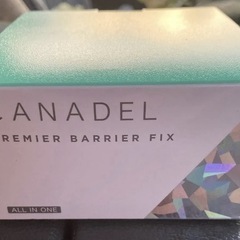 CANADEL
PREMIER BARRIER FIX
ALL IN ONE